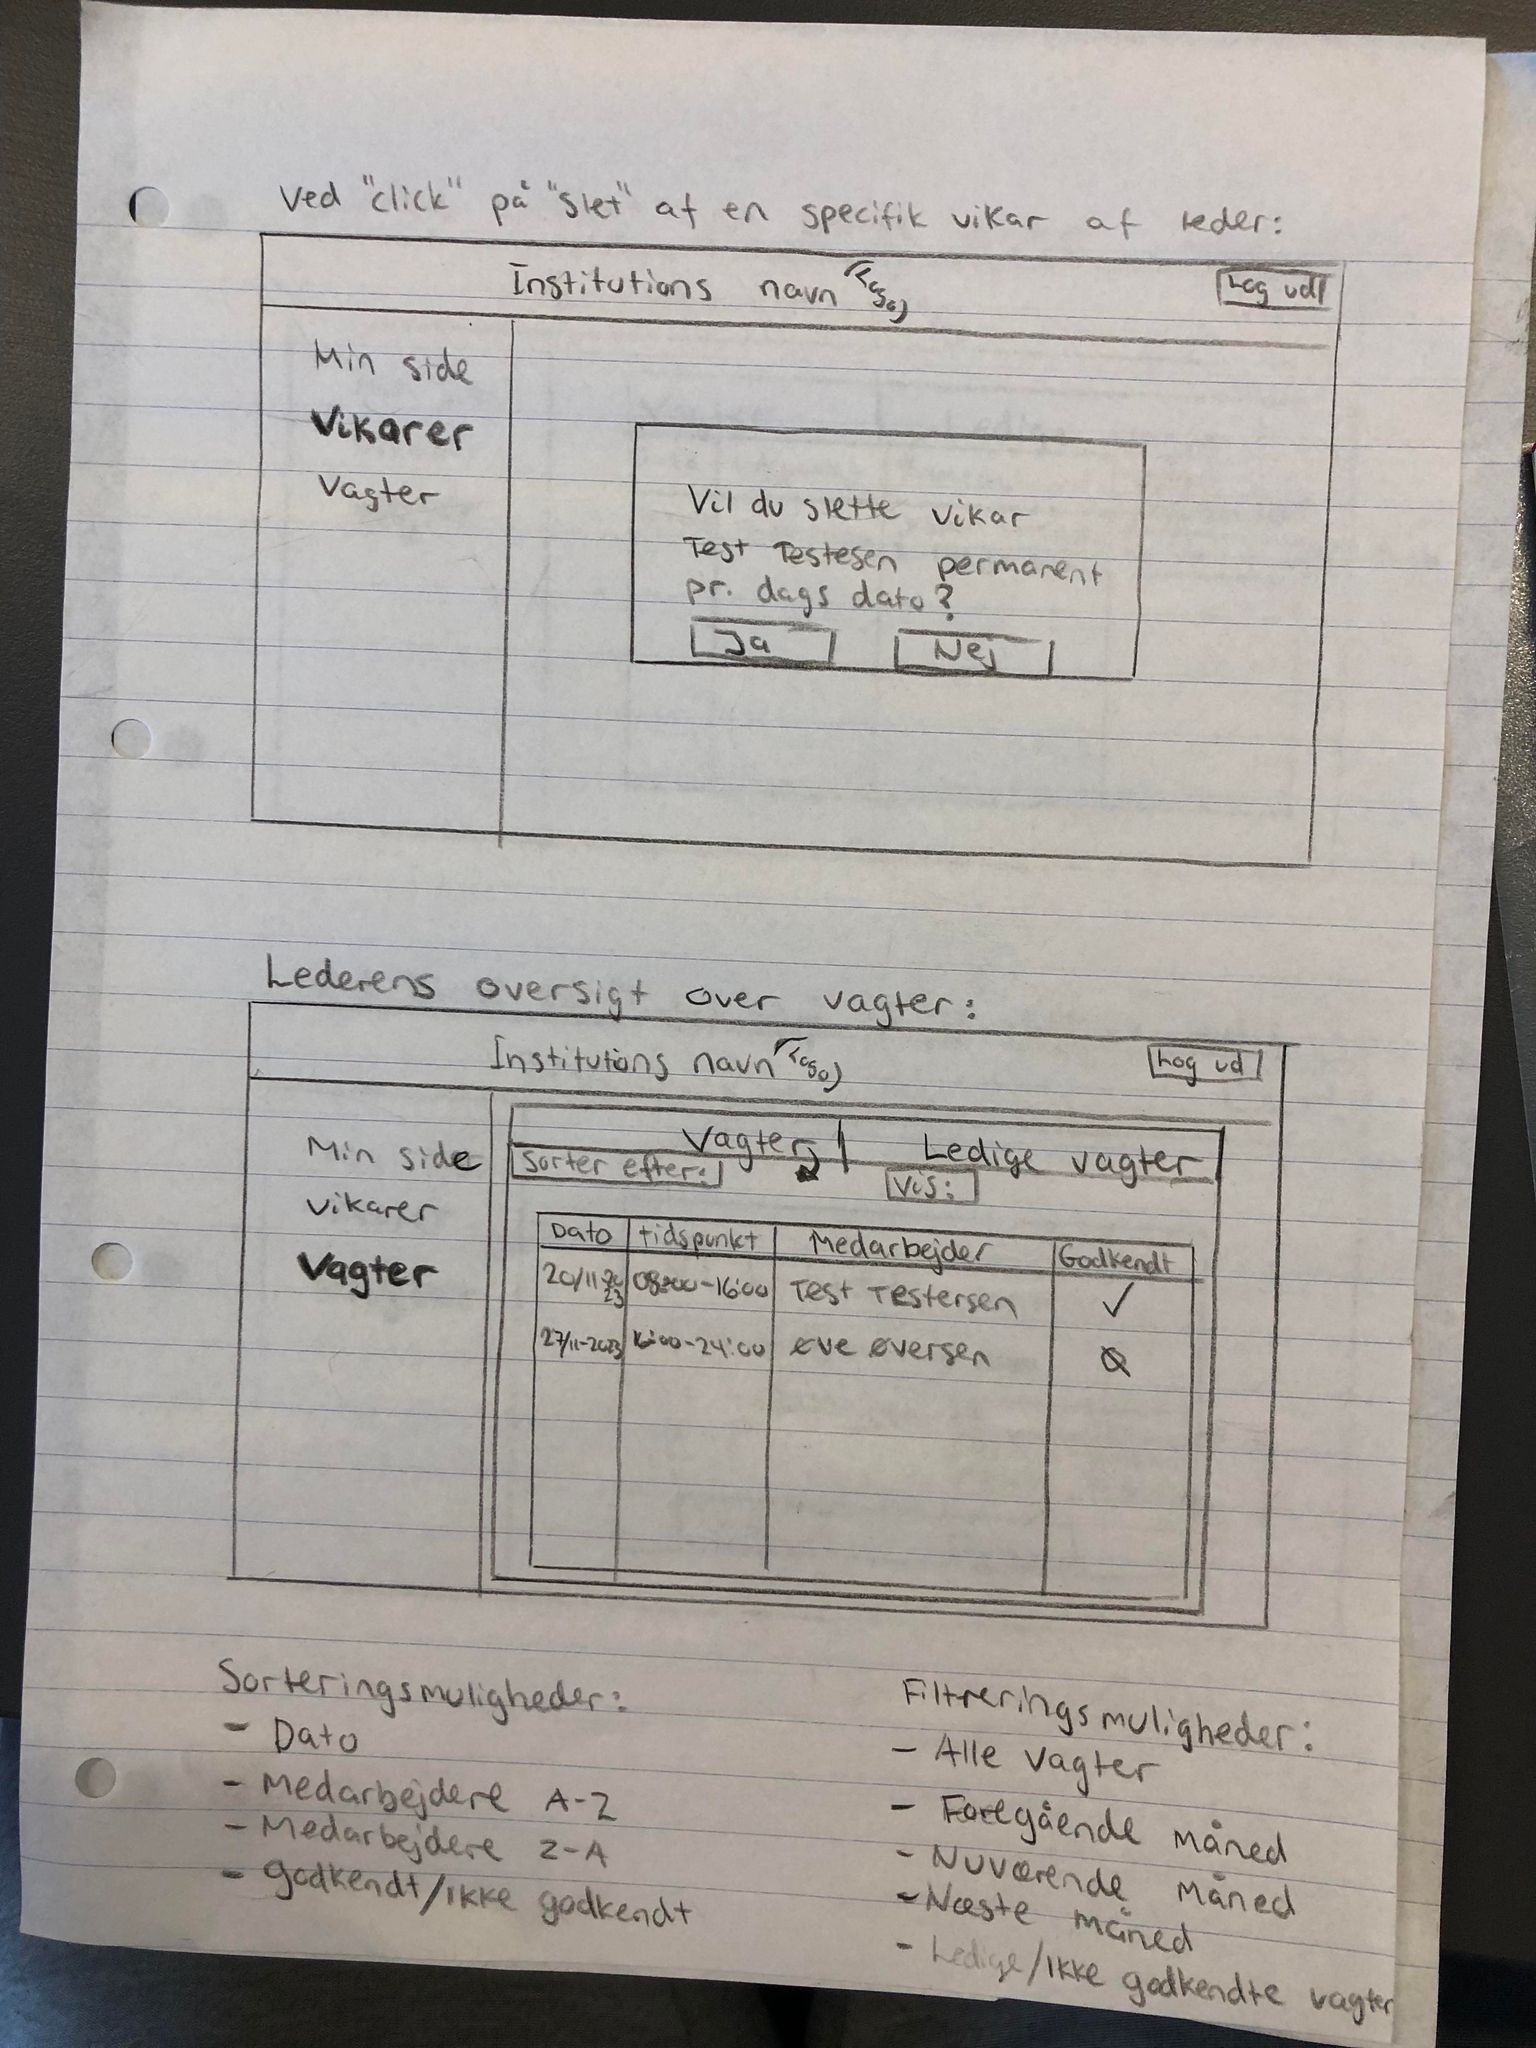 Ved "click" på "slet" af en specifik vikar af leder:
Institutions navn (Logo)
Log ud
Min side
Vikarer
Vagter
Vil du slette vikar
Test Testesen permanent
pr. dags dato?
Ja Nej
Lederens oversigt over vagter:
Institutions navn (Logo)
Log ud
Min side
Vikarer
Vagter
Vagter Ledige vagter
Sorter efter: Vis:
Dato tidspunkt Medarbejder Godkendt
20/11-2023 08:00-16:00 Test Testersen ✓
27/11-2023 16:00-24:00 Øve Øversen
Sorteringsmuligheder:
- Dato
- Medarbejdere A-Z
- Medarbejdere Z-A
- Godkendt/ikke godkendt
Filtreringsmuligheder:
- Alle vagter
- Foregående måned
- Nuværende måned
- Næste måned
- Ledige/ikke godkendte vagter